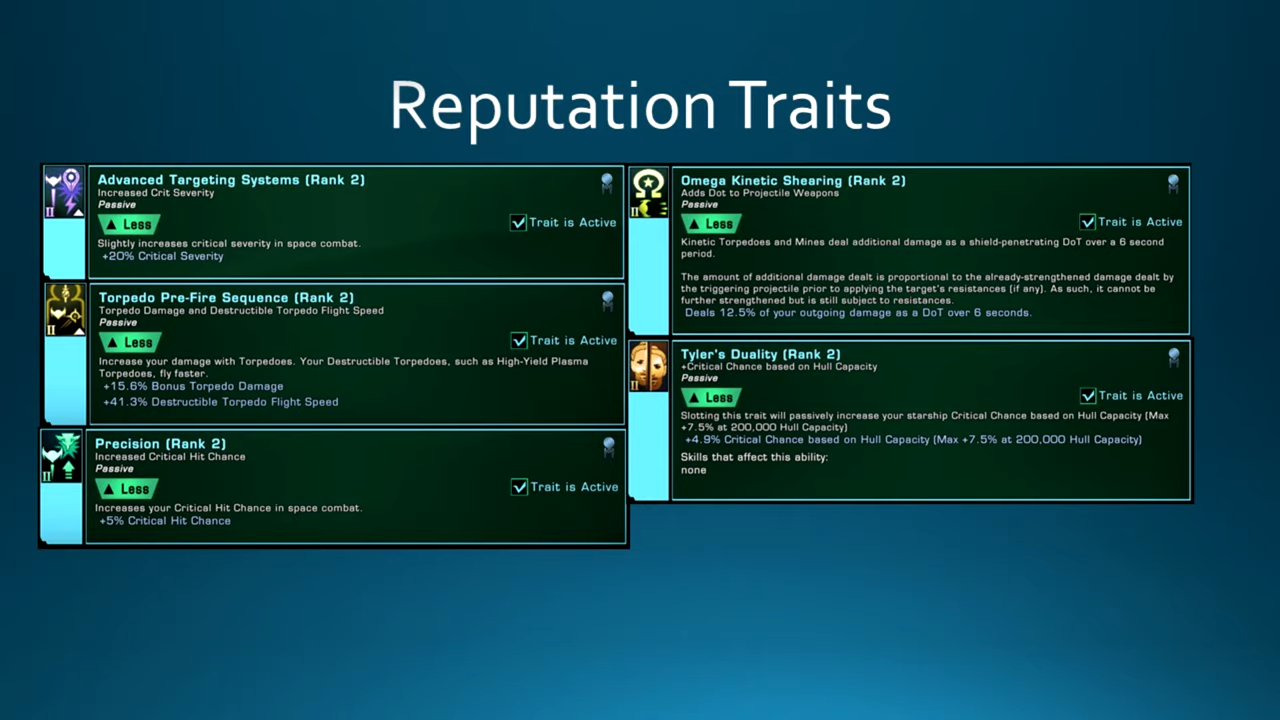 Reputation Traits
Advanced Targeting Systems (Rank 2)
Increased Crit Severity
Passive
Less
Trait is Active
Slightly increases critical severity in space combat.
+20% Critical Severity
II
Torpedo Pre-Fire Sequence (Rank 2)
Torpedo Damage and Destructible Torpedo Flight Speed
Passive
Less
Trait is Active
Increase your damage with Torpedoes. Your Destructible Torpedoes, such as High-Yield Plasma
Torpedoes, fly faster.
+15.6% Bonus Torpedo Damage
+41.3% Destructible Torpedo Flight Speed
II
Precision (Rank 2)
Increased Critical Hit Chance
Passive
Less
Trait is Active
Increases your Critical Hit Chance in space combat.
+5% Critical Hit Chance
II
Omega Kinetic Shearing (Rank 2)
Adds Dot to Projectile Weapons
Passive
Less
Trait is Active
Kinetic Torpedoes and Mines deal additional damage as a shield-penetrating DoT over a 6 second
period.
The amount of additional damage dealt is proportional to the already-strengthened damage dealt by
the triggering projectile prior to applying the target's resistances (if any). As such, it cannot be
further strengthened but is still subject to resistances.
Deals 12.5% of your outgoing damage as a DoT over 6 seconds.
II
Tyler's Duality (Rank 2)
+Critical Chance based on Hull Capacity
Passive
Less
Trait is Active
Slotting this trait will passively increase your starship Critical Chance based on Hull Capacity (Max
+7.5% at 200,000 Hull Capacity)
+4.9% Critical Chance based on Hull Capacity (Max +7.5% at 200,000 Hull Capacity)
Skills that affect this ability:
none
II